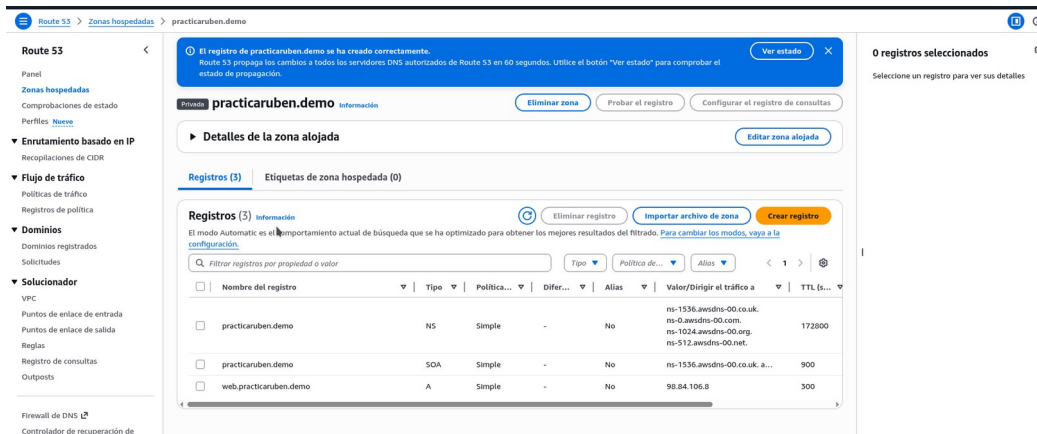 Route 53 > Zonas hospedadas > practicaruben.demo
Route 53
Panel
Zonas hospedadas
Comprobaciones de estado
Perfiles Nuevo
Enrutamiento basado en IP
Recopilaciones de CIDR
Flujo de tráfico
Políticas de tráfico
Registros de política
Dominios
Dominios registrados
Solicitudes
Solucionador
VPC
Puntos de enlace de entrada
Puntos de enlace de salida
Reglas
Registro de consultas
Outposts
Firewall de DNS
Controlador de recuperación de
El registro de practicaruben.demo se ha creado correctamente.
Route 53 propaga los cambios a todos los servidores DNS autorizados de Route 53 en 60 segundos. Utilice el botón "Ver estado" para comprobar el
estado de propagación.
Ver estado
Privada practicaruben.demo Información
Eliminar zona
Probar el registro
Configurar el registro de consultas
Detalles de la zona alojada
Editar zona alojada
Registros (3)
Etiquetas de zona hospedada (0)
Registros (3) Información
Eliminar registro
Importar archivo de zona
Crear registro
El modo Automatic es el comportamiento actual de búsqueda que se ha optimizado para obtener los mejores resultados del filtrado. Para cambiar los modos, vaya a la
configuración.
Filtrar registros por propiedad o valor
Tipo
Política de...
Alias
1
Nombre del registro Tipo Política... Difer... Alias Valor/Dirigir el tráfico a TTL (s...
practicaruben.demo NS Simple - No ns-1536.awsdns-00.co.uk.
ns-0.awsdns-00.com.
ns-1024.awsdns-00.org.
ns-512.awsdns-00.net.
172800
practicaruben.demo SOA Simple - No ns-1536.awsdns-00.co.uk. a... 900
web.practicaruben.demo A Simple - No 98.84.106.8 300
0 registros seleccionados
Seleccione un registro para ver sus detalles